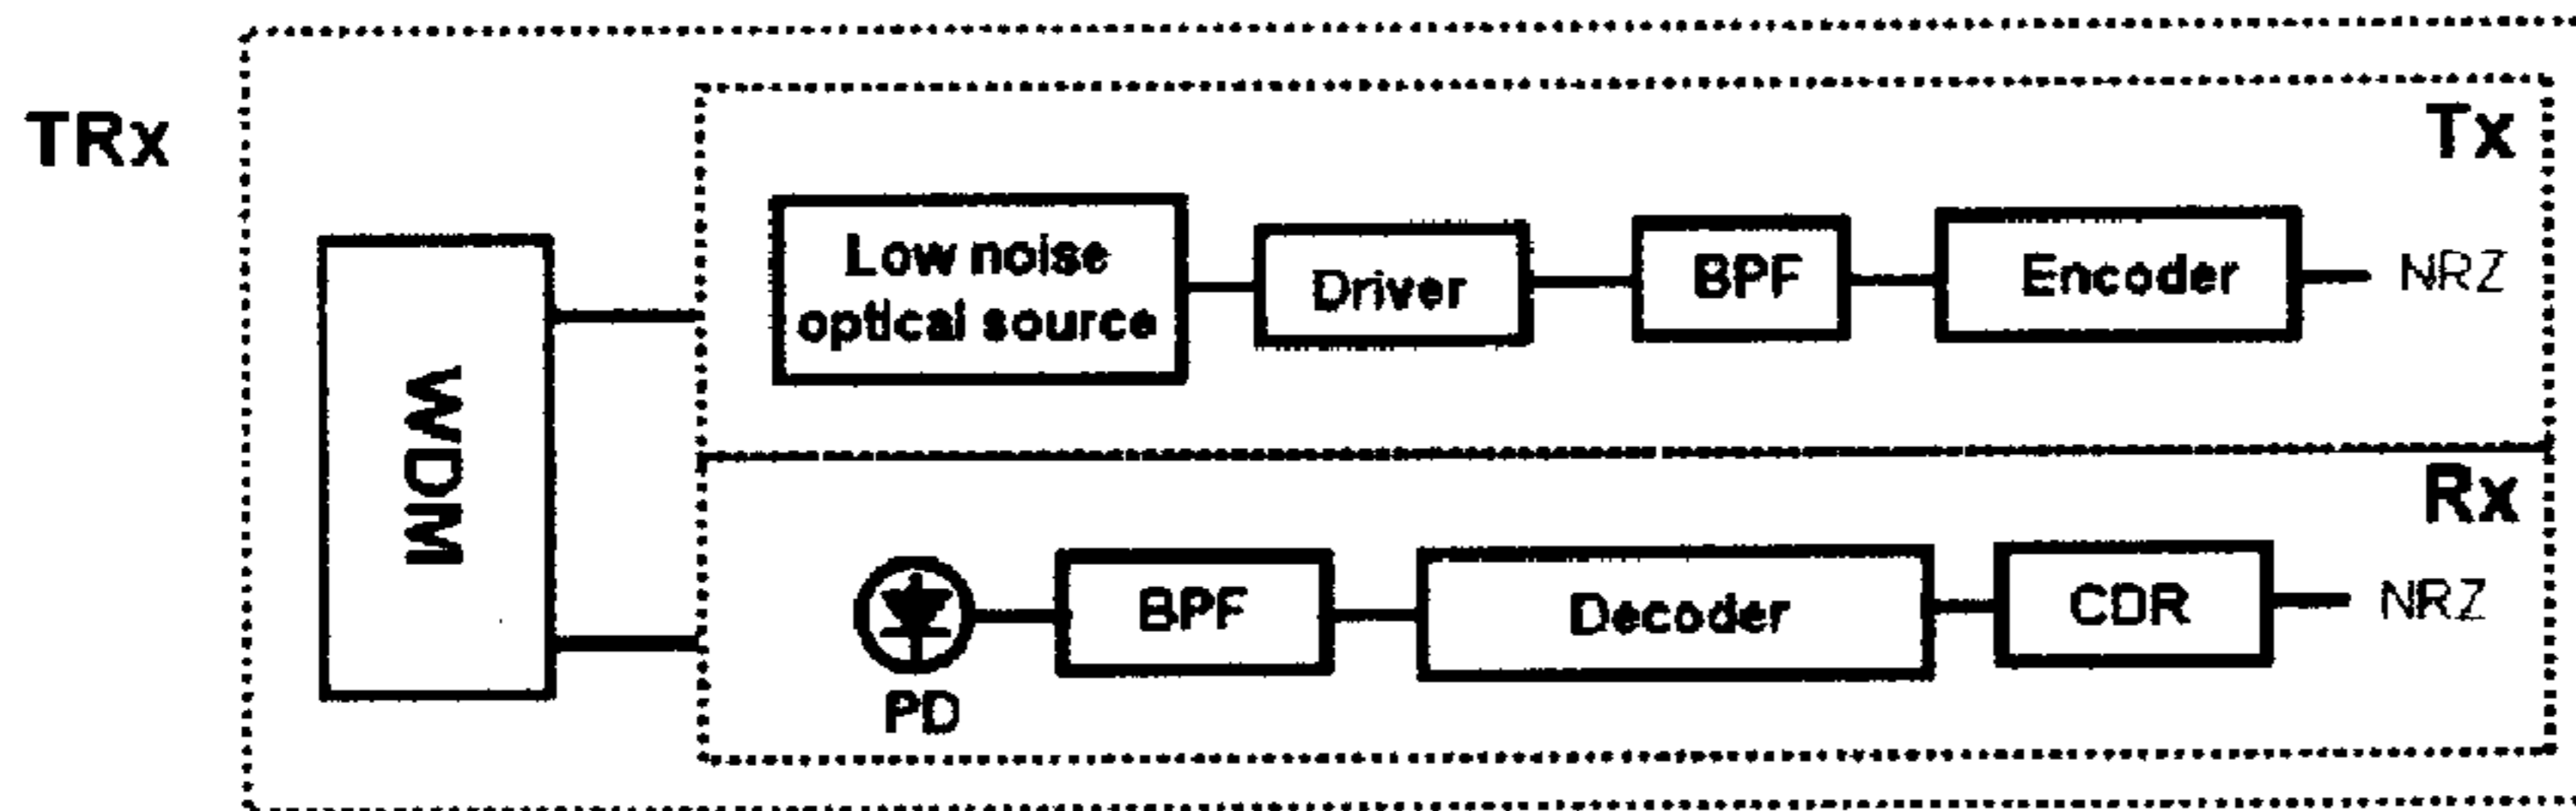 TRx
Tx
Low noise
optical source
Driver
BPF
Encoder
NRZ
WDM
Rx
PD
BPF
Decoder
CDR
NRZ